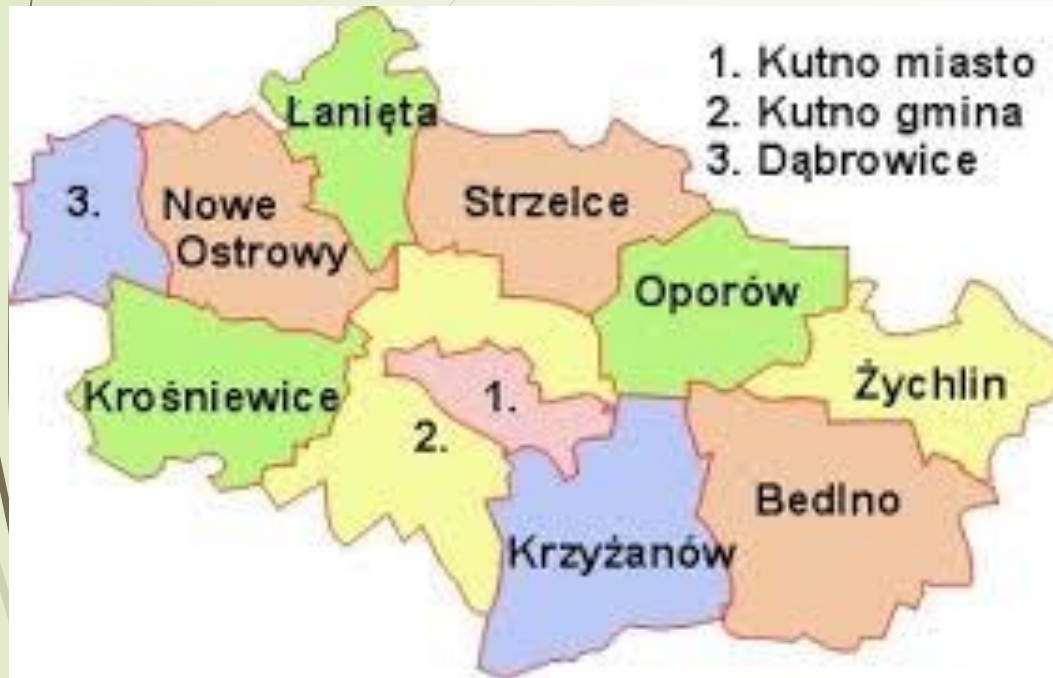 1. Kutno miasto
2. Kutno gmina
3. Dąbrowice
Łanięta
3.
Nowe
Ostrowy
Strzelce
Oporów
Krośniewice
1.
2.
Żychlin
Bedlno
Krzyżanów